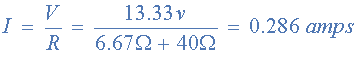 I = V/R = 13.33v/6.67Ω + 40Ω = 0.286 amps